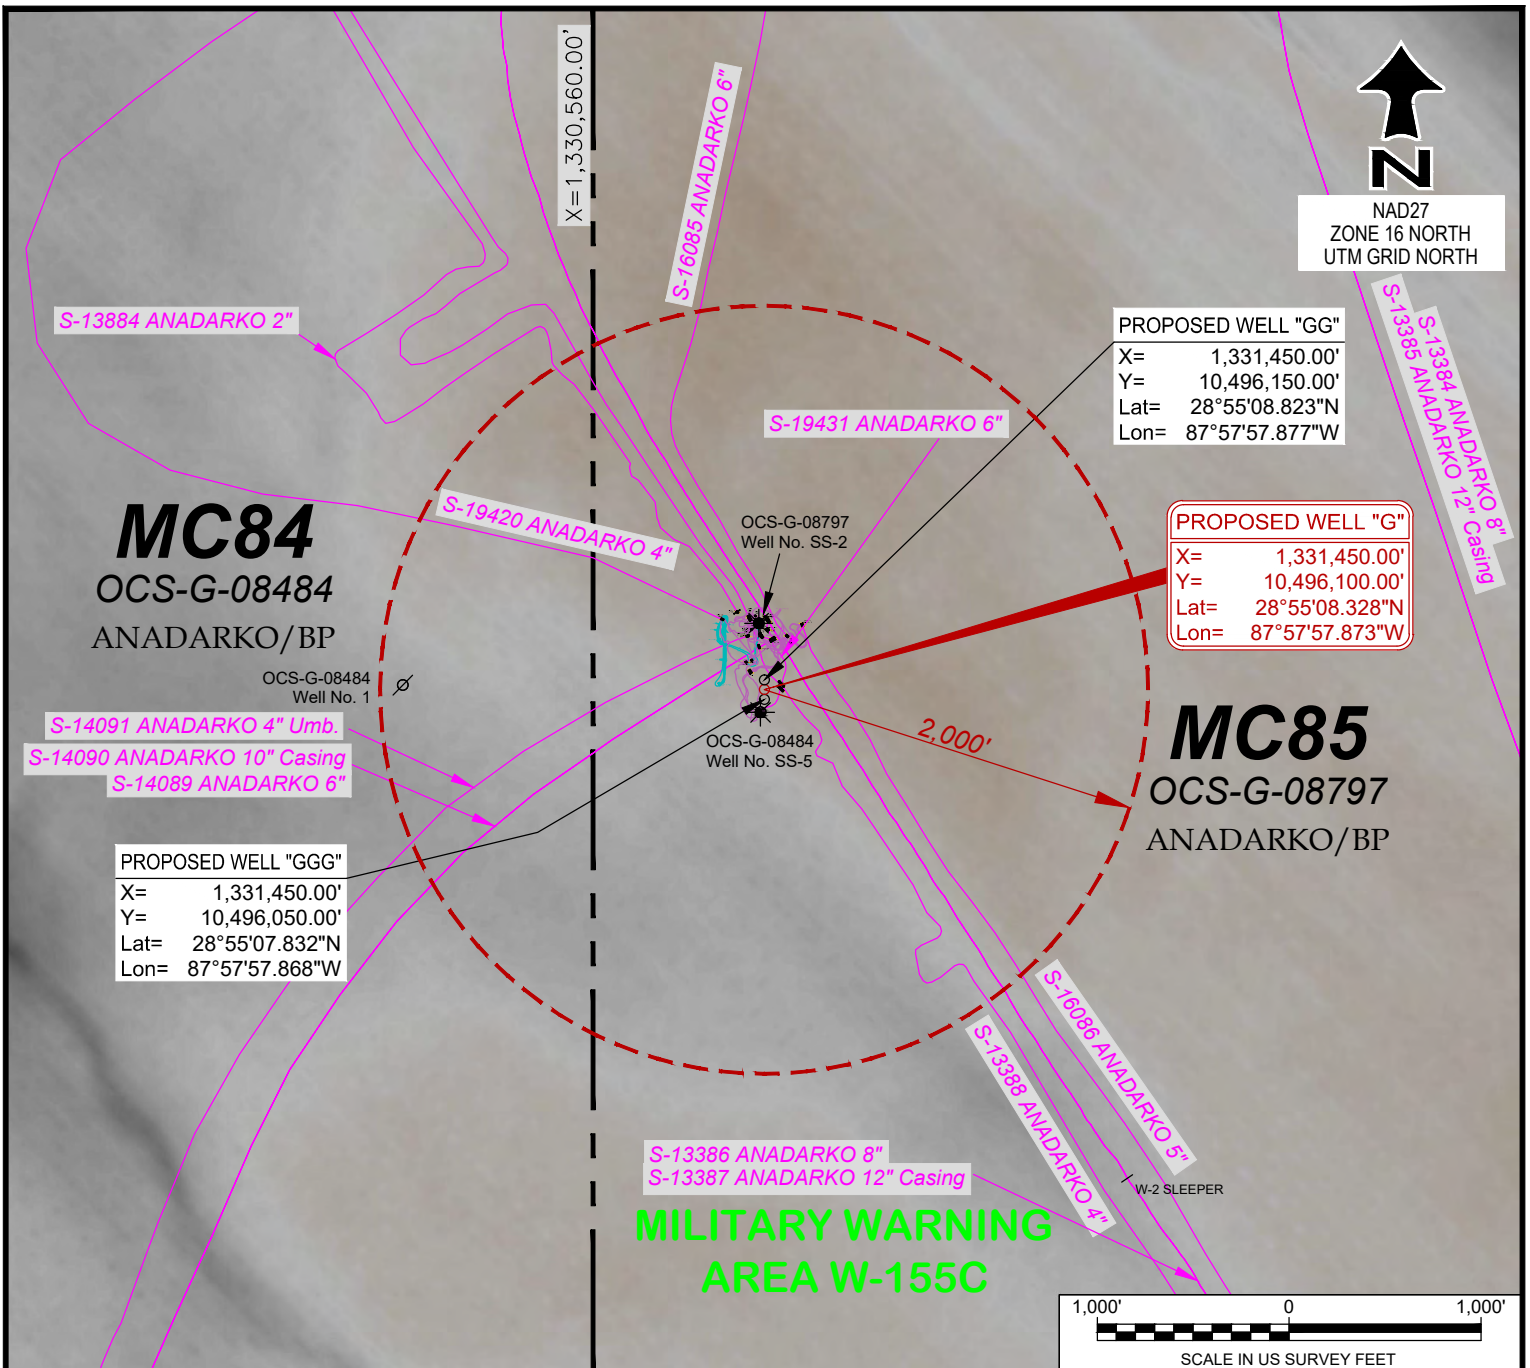 X=1,330,560.00'
S-16085 ANADARKO 6"
N
NAD27
ZONE 16 NORTH
UTM GRID NORTH
S-13384 ANADARKO 8"
S-13385 ANADARKO 12" Casing
S-13884 ANADARKO 2"
PROPOSED WELL "GG"
X= 1,331,450.00'
Y= 10,496,150.00'
Lat= 28°55'08.823"N
Lon= 87°57'57.877"W
S-19431 ANADARKO 6"
S-19420 ANADARKO 4"
MC84
OCS-G-08484
ANADARKO/BP
OCS-G-08797
Well No. SS-2
PROPOSED WELL "G"
X= 1,331,450.00'
Y= 10,496,100.00'
Lat= 28°55'08.328"N
Lon= 87°57'57.873"W
OCS-G-08484
Well No. 1
S-14091 ANADARKO 4" Umb.
S-14090 ANADARKO 10" Casing
S-14089 ANADARKO 6"
OCS-G-08484
Well No. SS-5
2,000'
MC85
OCS-G-08797
ANADARKO/BP
PROPOSED WELL "GGG"
X= 1,331,450.00'
Y= 10,496,050.00'
Lat= 28°55'07.832"N
Lon= 87°57'57.868"W
S-16086 ANADARKO 5"
S-13388 ANADARKO 4"
S-13386 ANADARKO 8"
S-13387 ANADARKO 12" Casing
W-2 SLEEPER
MILITARY WARNING
AREA W-155C
1,000' 0 1,000'
SCALE IN US SURVEY FEET